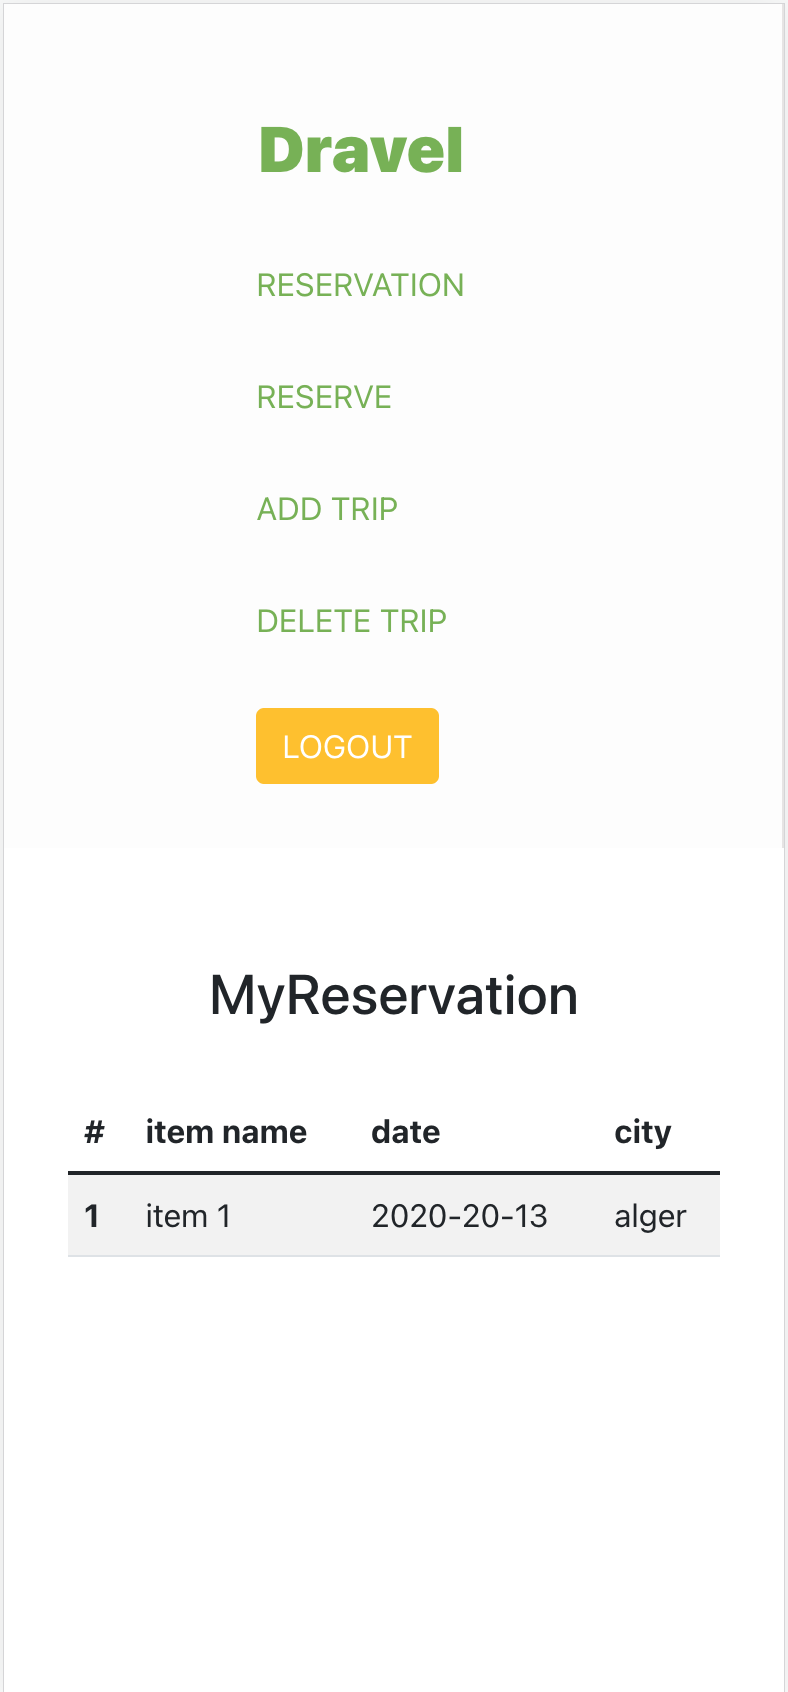 Dravel
RESERVATION
RESERVE
ADD TRIP
DELETE TRIP
LOGOUT
MyReservation
# item name date city
1 item 1 2020-20-13 alger